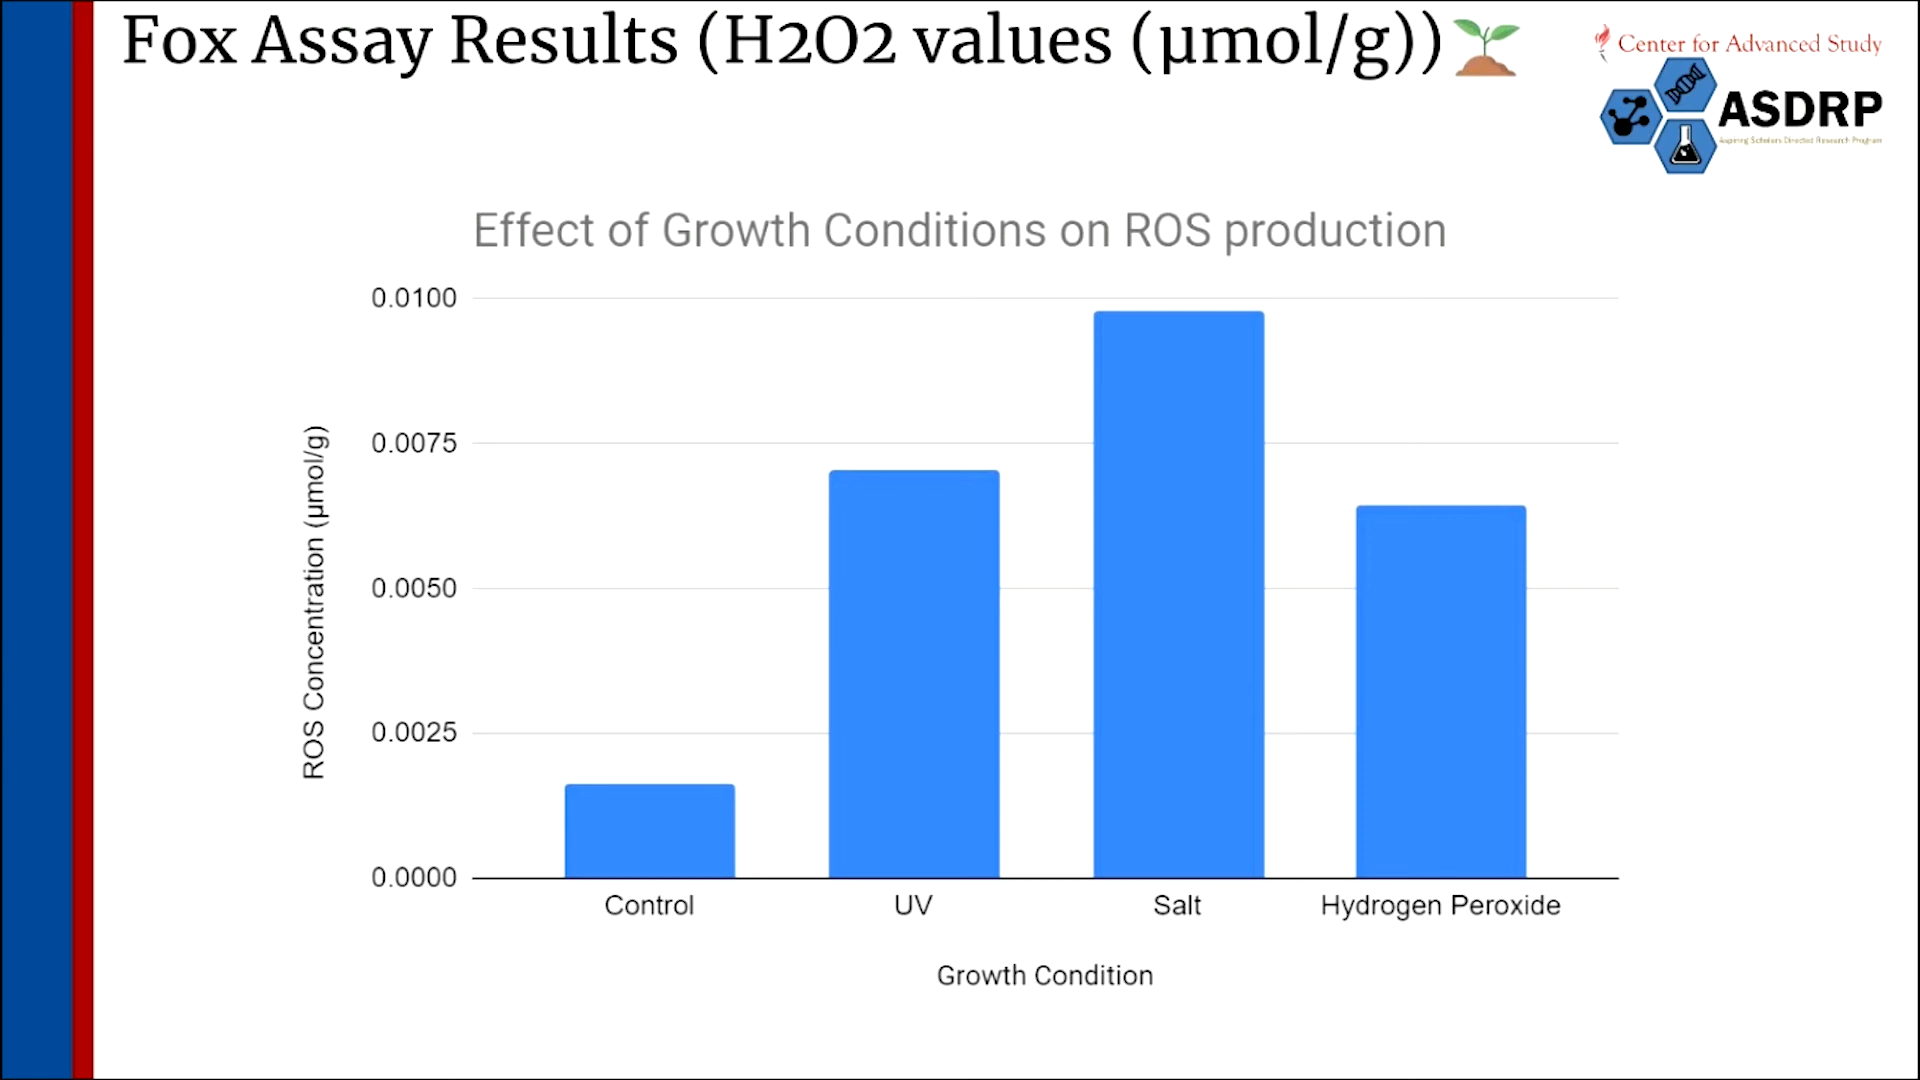 Fox Assay Results (H2O2 values (µmol/g))
Center for Advanced Study
ASDRP
Aspiring Scholars Directed Research Program
Effect of Growth Conditions on ROS production
ROS Concentration (µmol/g)
0.0100
0.0075
0.0050
0.0025
0.0000
Control UV Salt Hydrogen Peroxide
Growth Condition